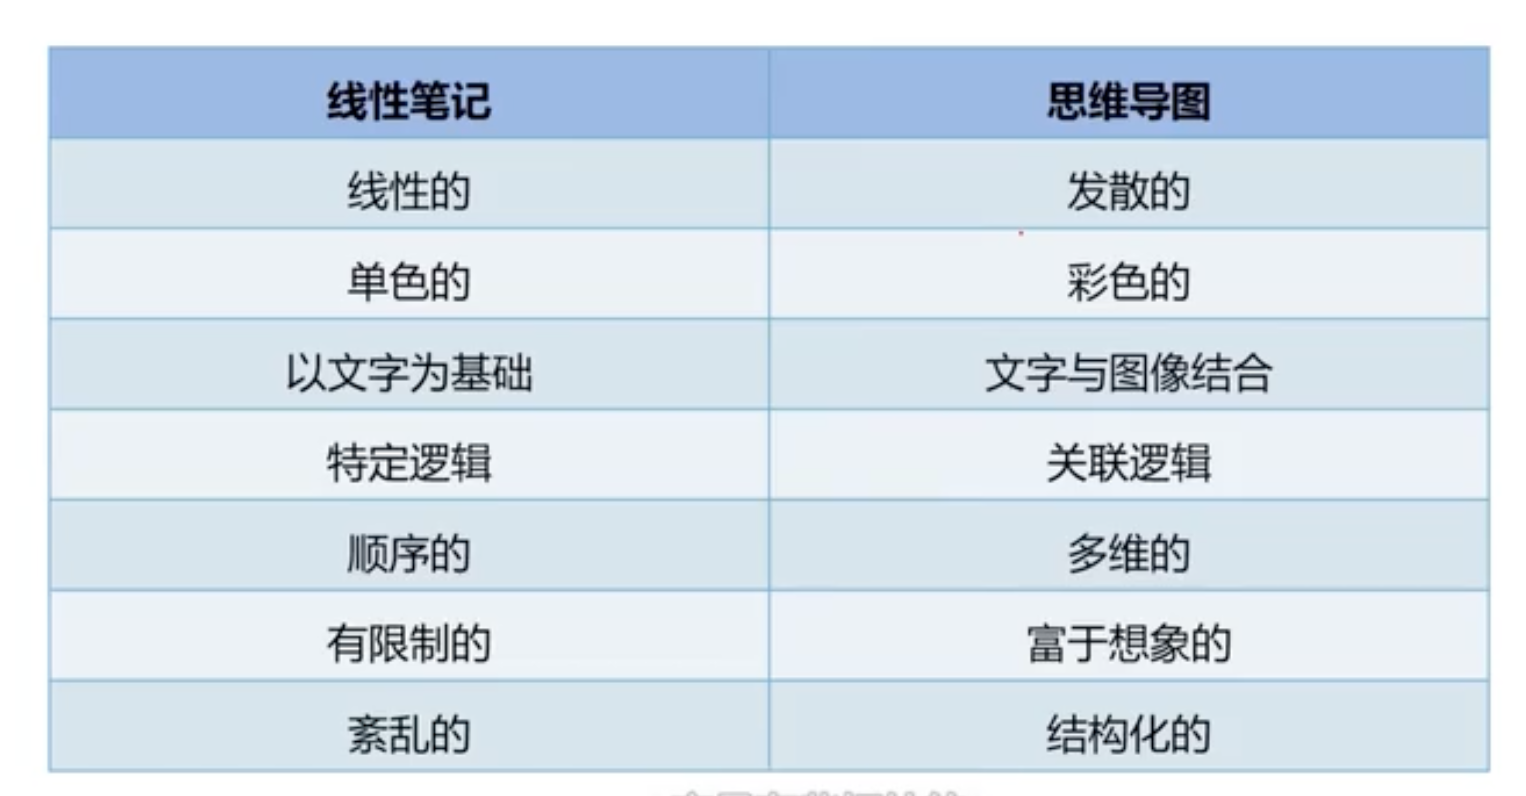 线性笔记 思维导图
线性的 发散的
单色的 彩色的
以文字为基础 文字与图像结合
特定逻辑 关联逻辑
顺序的 多维的
有限制的 富于想象的
紊乱的 结构化的